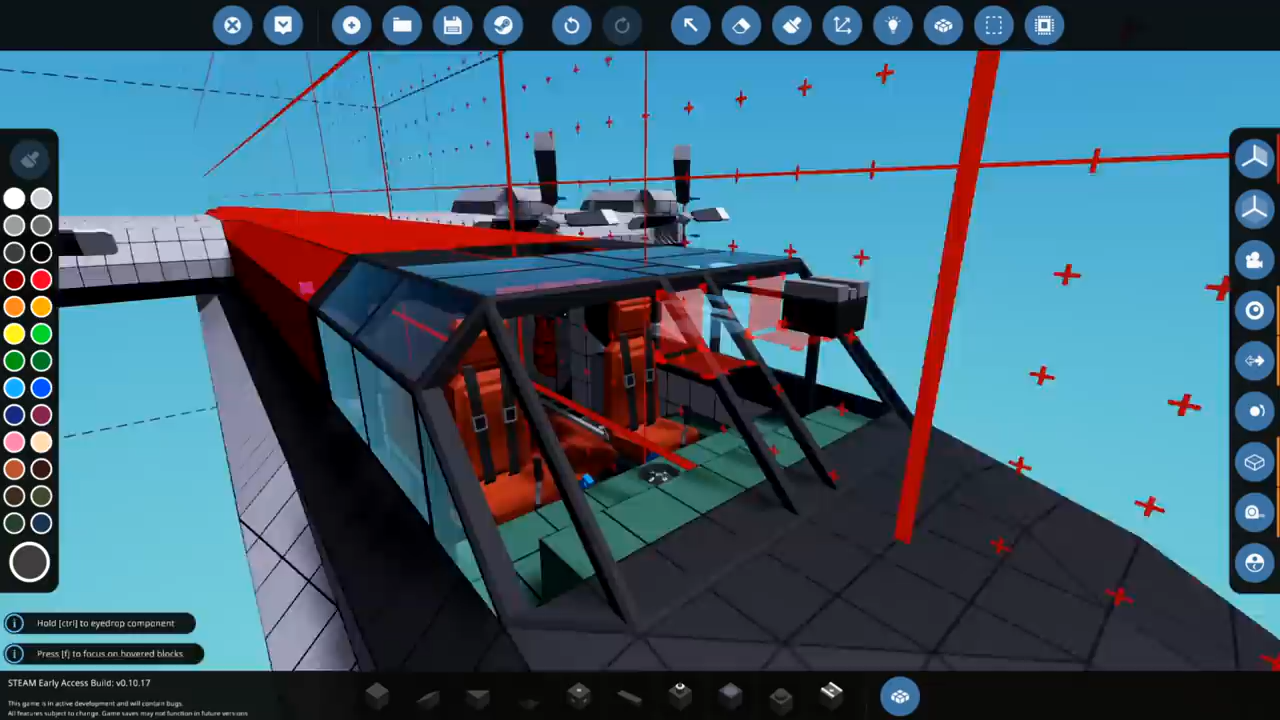 Hold [ctrl] to eyedrop component
Press [f] to focus on hovered blocks.
STEAM Early Access Build: v0.10.17
This game is in active development and will contain bugs.
All features subject to change. Game saves may not function in future versions